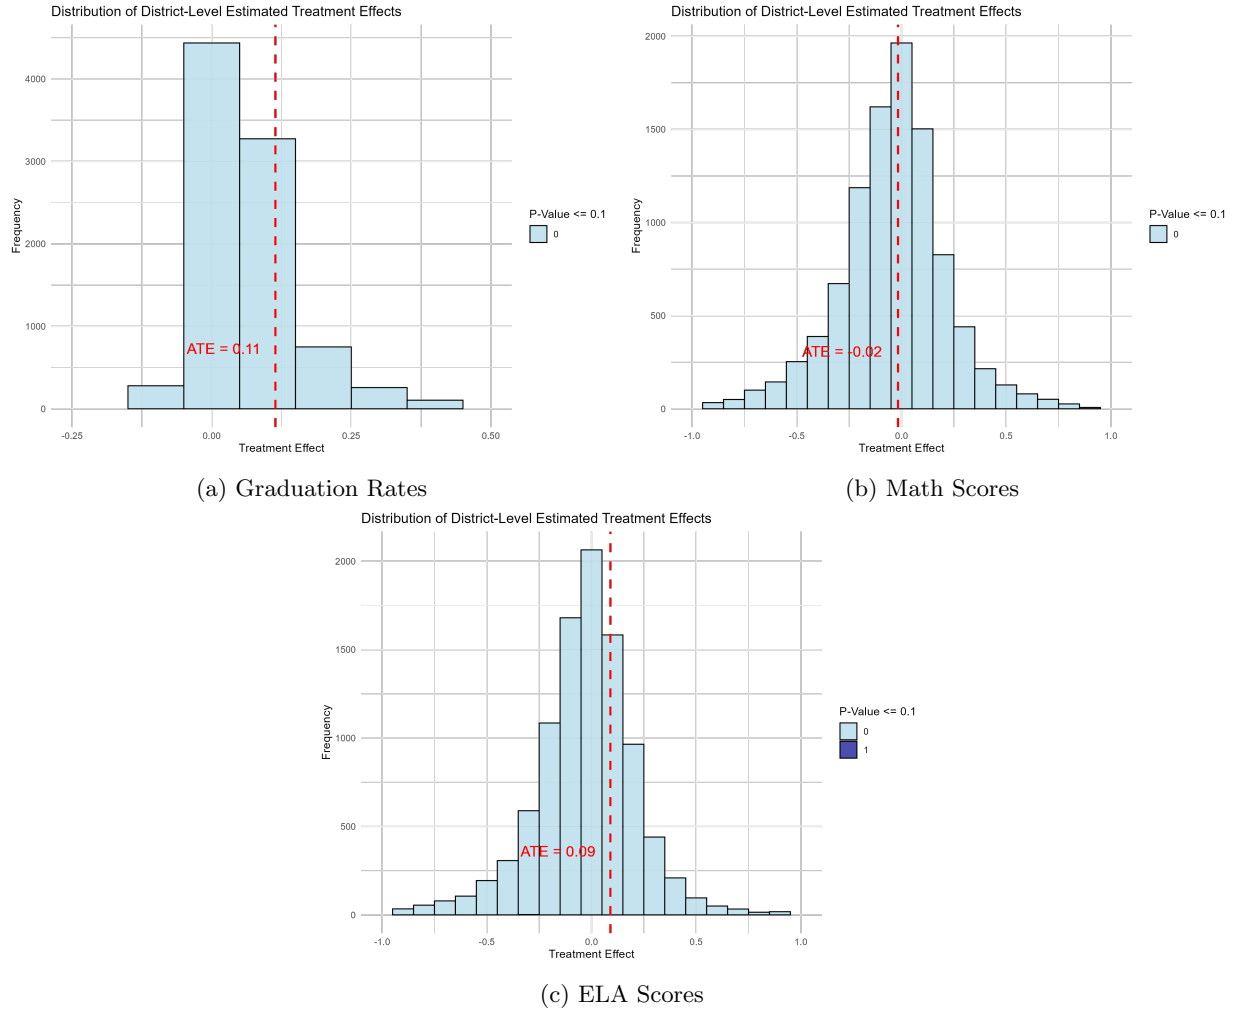 Distribution of District-Level Estimated Treatment Effects
Frequency
4000
3000
2000
1000
0
ATE = 0.11
-0.25
0.00
0.25
0.50
Treatment Effect
P-Value <= 0.1
0
(a) Graduation Rates
Distribution of District-Level Estimated Treatment Effects
Frequency
2000
1500
1000
500
0
ATE = -0.02
-1.0
-0.5
0.0
0.5
1.0
Treatment Effect
P-Value <= 0.1
0
(b) Math Scores
Distribution of District-Level Estimated Treatment Effects
Frequency
2000
1500
1000
500
0
ATE = 0.09
-1.0
-0.5
0.0
0.5
1.0
Treatment Effect
P-Value <= 0.1
0
1
(c) ELA Scores